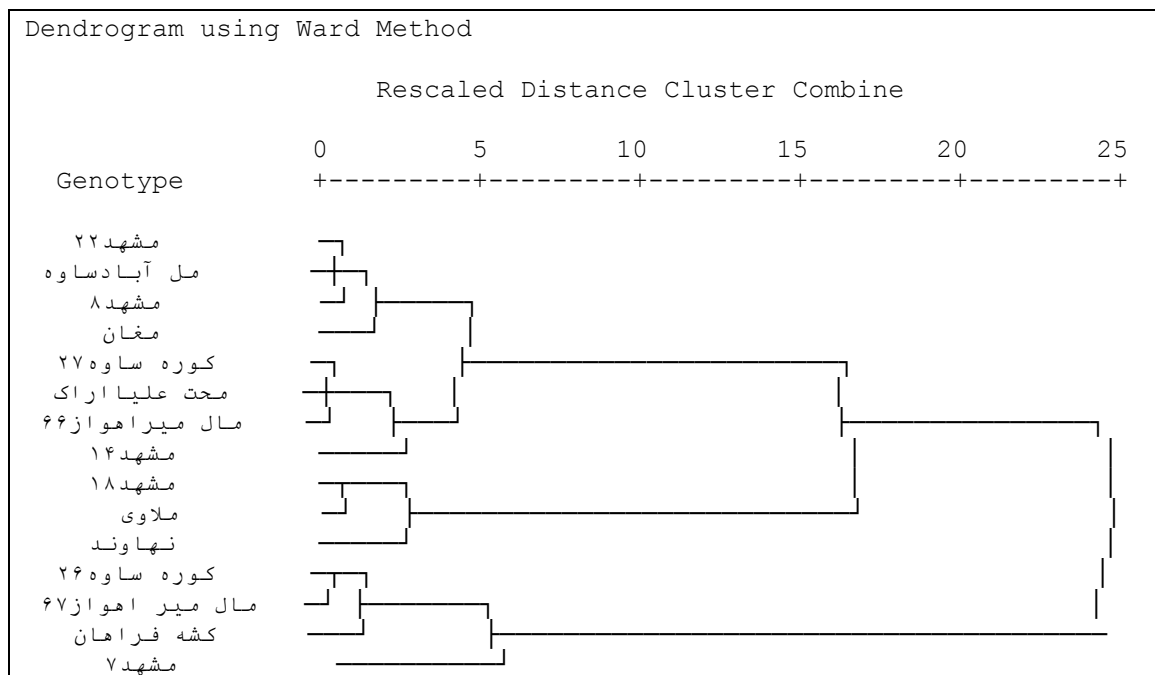 Dendrogram using Ward Method
Rescaled Distance Cluster Combine
0 5 10 15 20 25
Genotype +-------+-------+-------+-------+-------+
مشهد۲۲
مل آبادساوه
مشهد۸
مغان
کوره ساوه۲۷
محت علیااراک
مال میراهواز۶۶
مشهد۱۴
مشهد۱۸
ملاوی
نهاوند
کوره ساوه۲۶
مال میر اهواز۶۷
کشه فراهان
مشهد۷